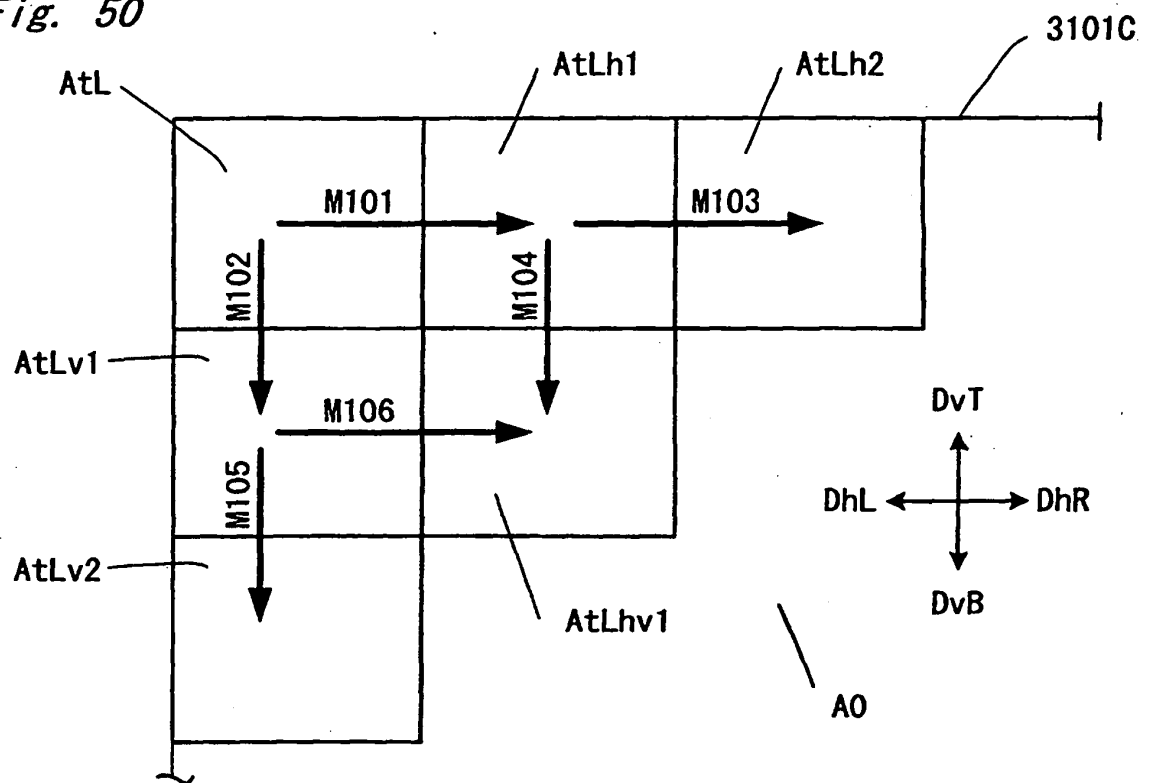 Fig. 50
3101C
AtLh1
AtLh2
AtL
M101
M103
M102
M104
AtLv1
M106
DvT
M105
DhL
DhR
AtLv2
DvB
AtLhv1
A0